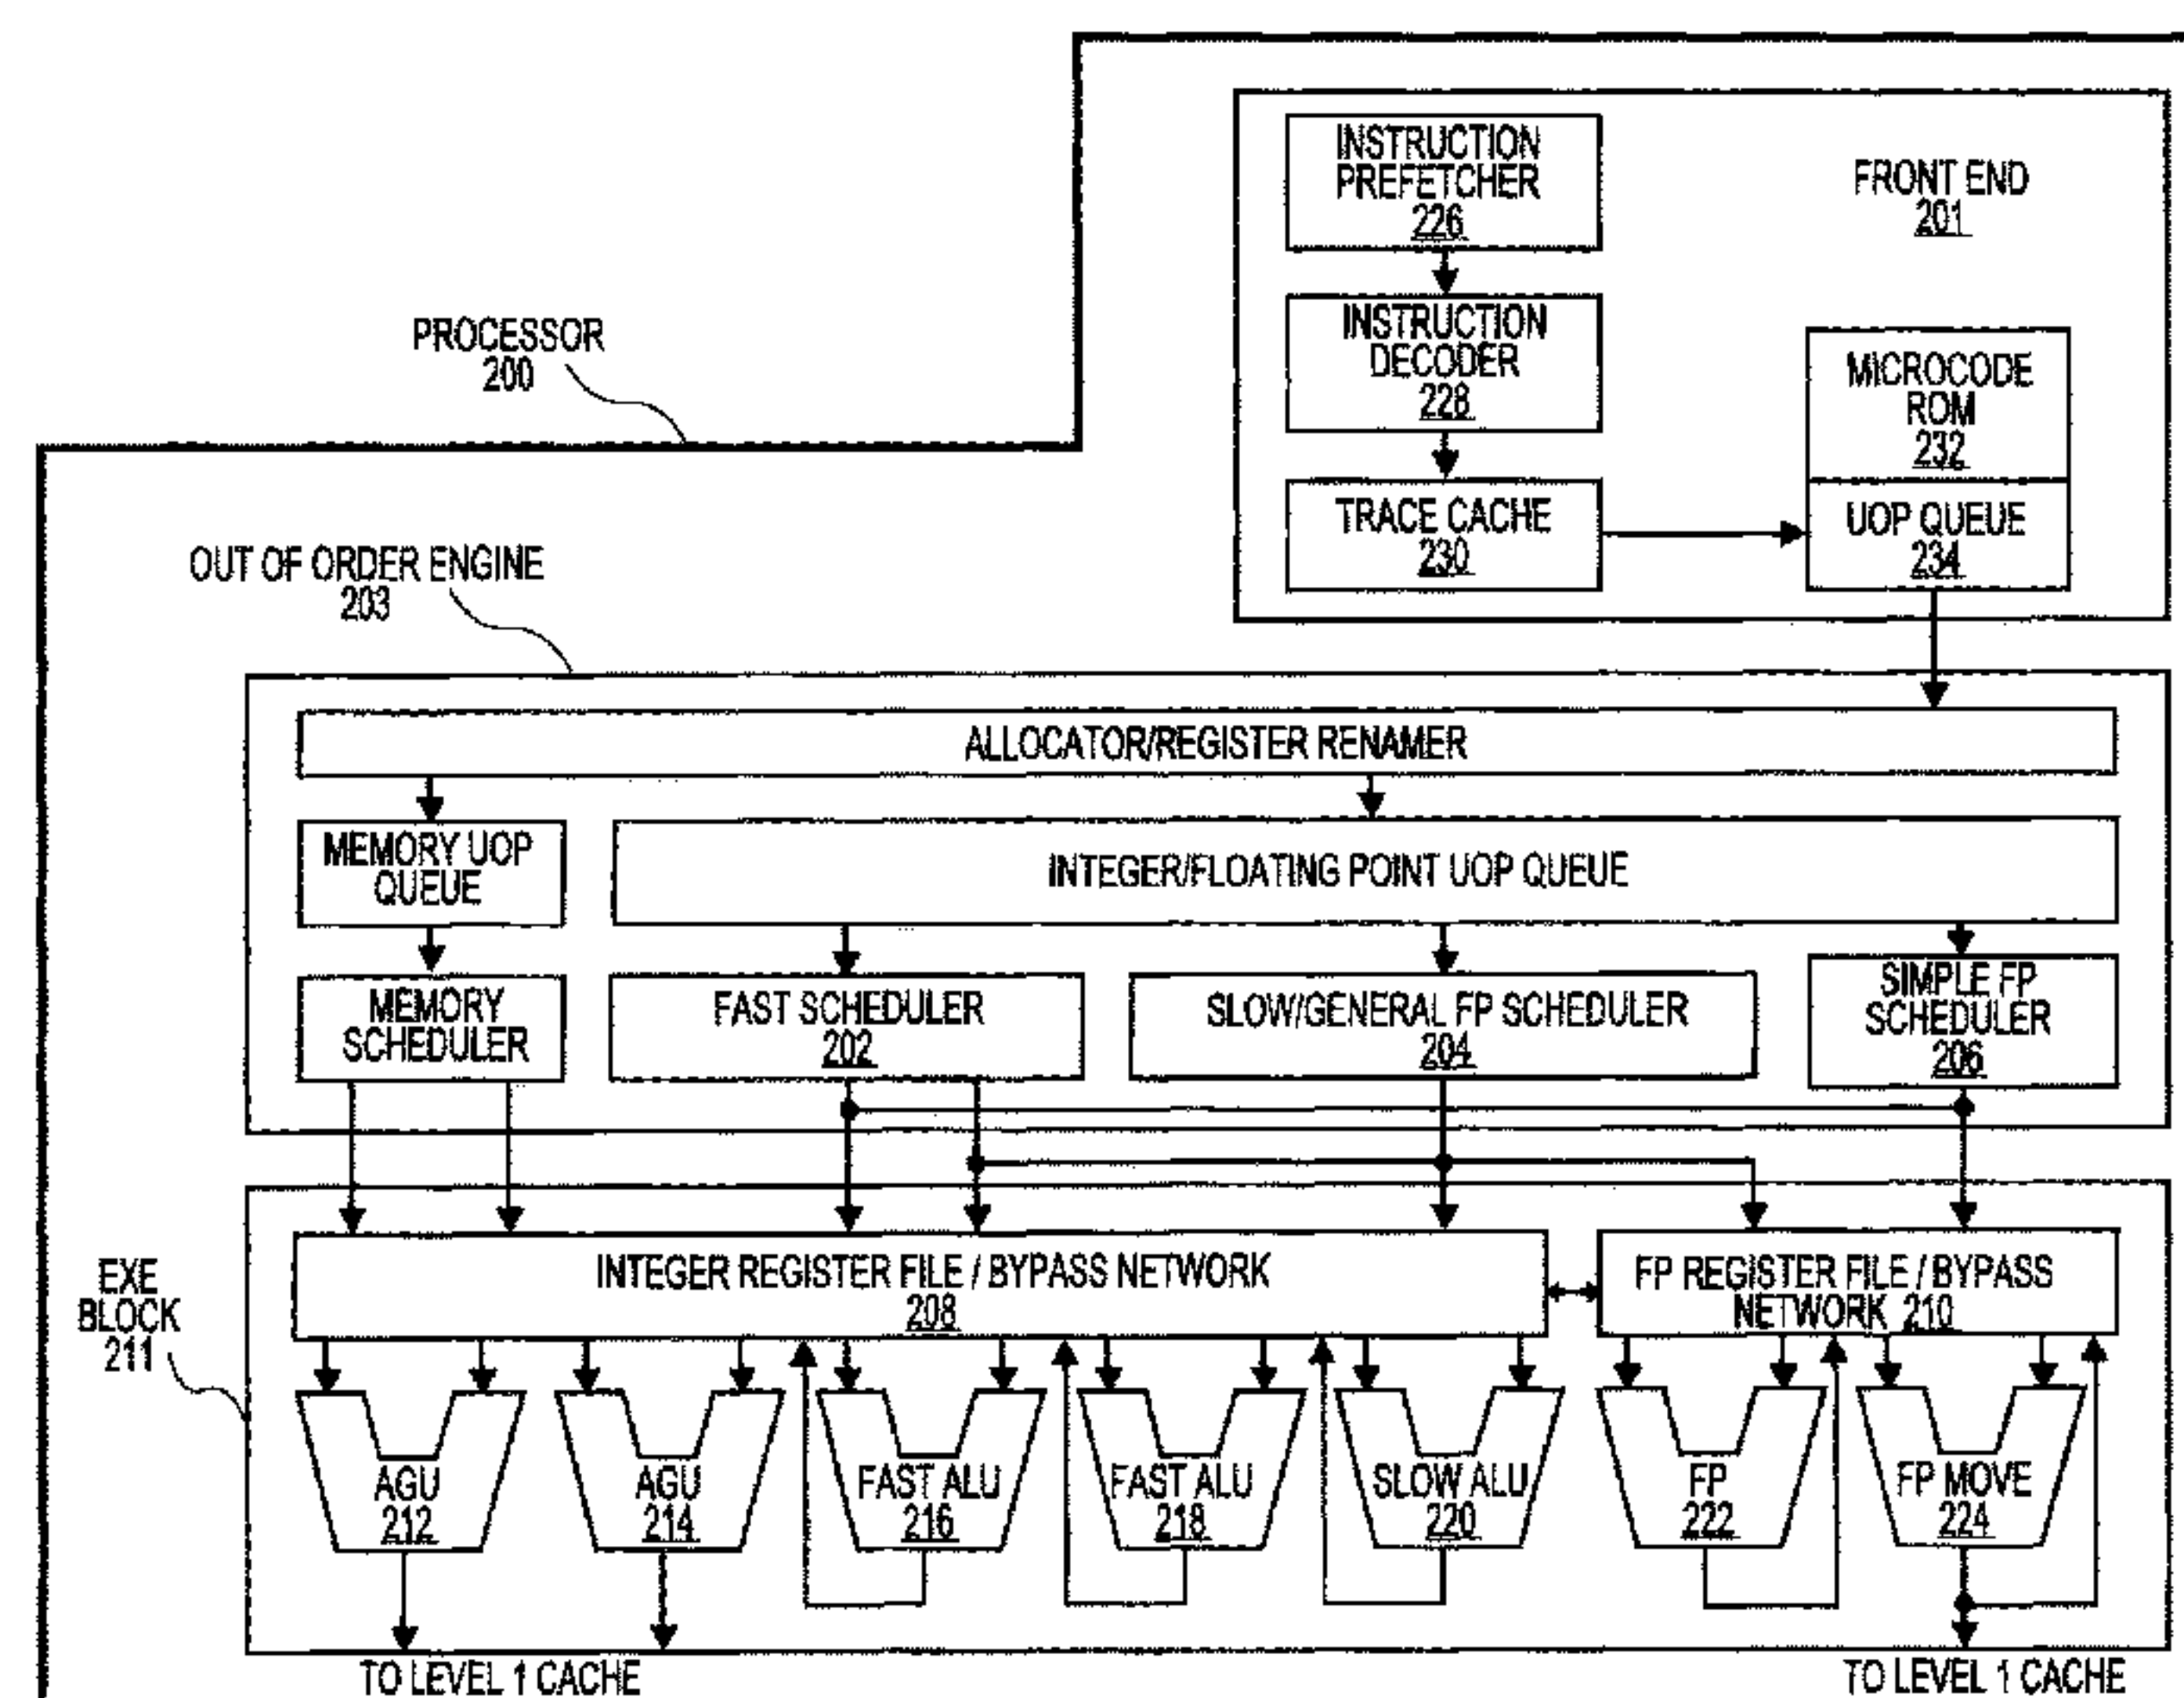 INSTRUCTION
PREFETCHER
226
FRONT END
201
INSTRUCTION
DECODER
228
PROCESSOR
200
MICROCODE
ROM
232
TRACE CACHE
230
UOP QUEUE
234
OUT OF ORDER ENGINE
203
ALLOCATOR/REGISTER RENAMER
MEMORY UOP
QUEUE
INTEGER/FLOATING POINT UOP QUEUE
MEMORY
SCHEDULER
FAST SCHEDULER
202
SLOW/GENERAL FP SCHEDULER
204
SIMPLE FP
SCHEDULER
206
EXE
BLOCK
211
INTEGER REGISTER FILE / BYPASS NETWORK
208
FP REGISTER FILE / BYPASS
NETWORK 210
AGU
212
AGU
214
FAST ALU
216
FAST ALU
218
SLOW ALU
220
FP
222
FP MOVE
224
TO LEVEL 1 CACHE
TO LEVEL 1 CACHE